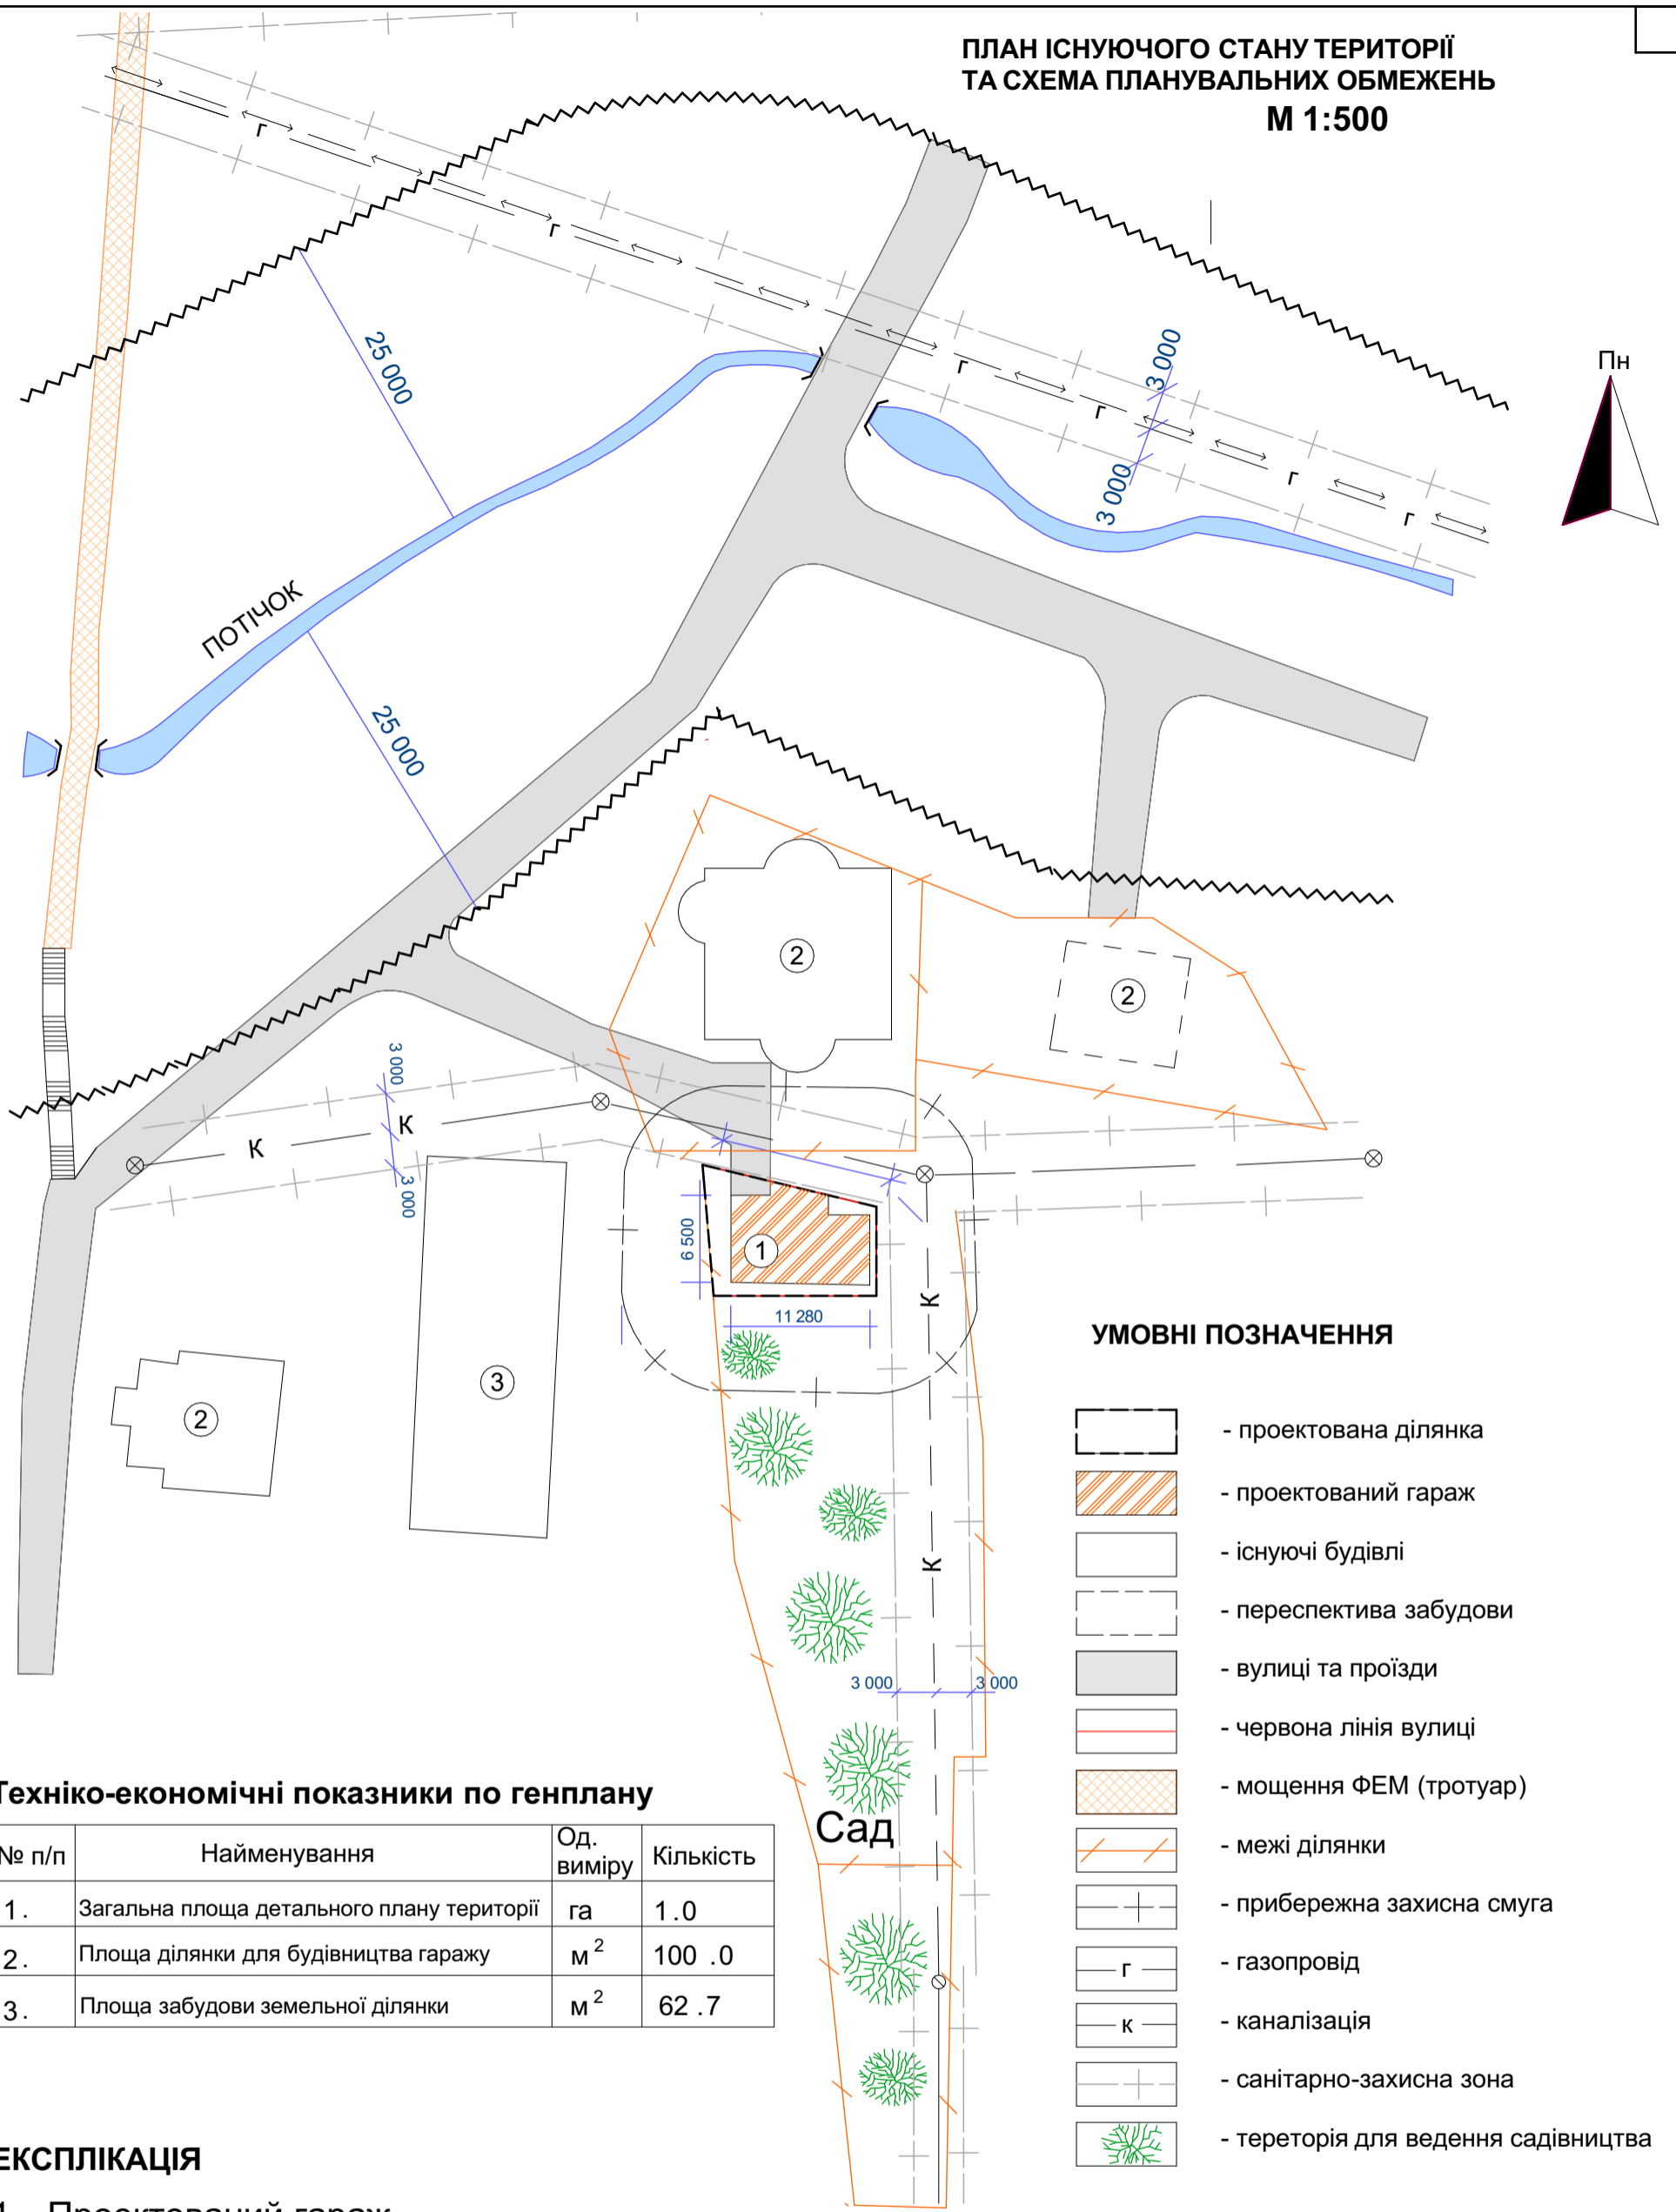 ПЛАН ІСНУЮЧОГО СТАНУ ТЕРИТОРІЇ
ТА СХЕМА ПЛАНУВАЛЬНИХ ОБМЕЖЕНЬ
М 1:500
Пн
Г
Г
Г
Г
Г
Г
25 000
3 000
3 000
ПОТІЧОК
25 000
2
2
3 000
К
К
3 000
6 500
1
11 280
К
3
2
К
3 000
3 000
Сад
УМОВНІ ПОЗНАЧЕННЯ
- проектована ділянка
- проектований гараж
- існуючі будівлі
- переспектива забудови
- вулиці та проїзди
- червона лінія вулиці
- мощення ФЕМ (тротуар)
- межі ділянки
- прибережна захисна смуга
Г - газопровід
К - каналізація
- санітарно-захисна зона
- tереторія для ведення садівництва
Техніко-економічні показники по генплану
№ п/п Найменування Од. виміру Кількість
1. Загальна площа детального плану території га 1.0
2. Площа ділянки для будівництва гаражу м² 100 .0
3. Площа забудови земельної ділянки м² 62 .7
ЕКСПЛІКАЦІЯ
1. Проектований гараж